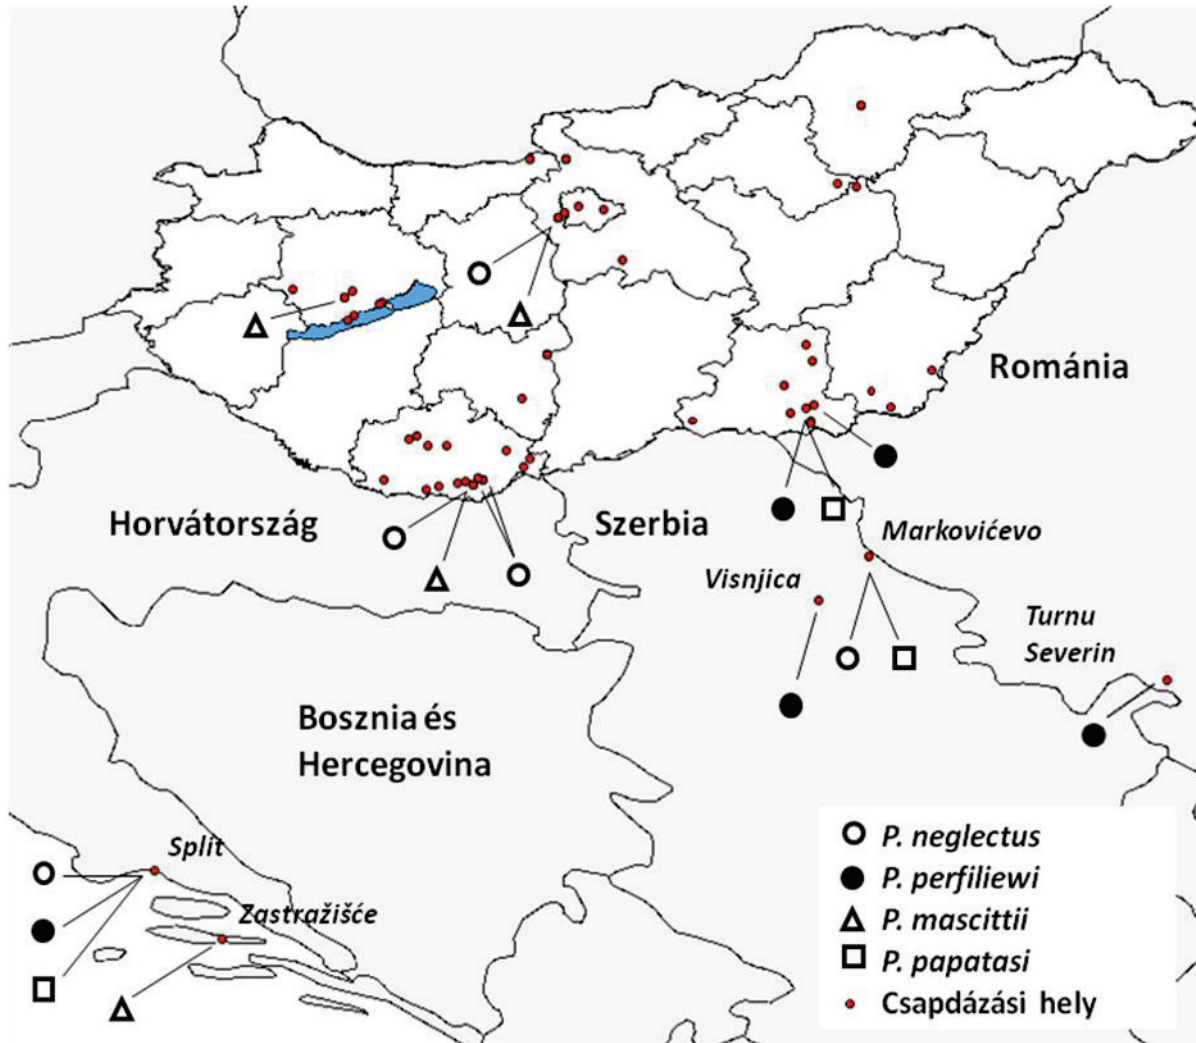 Románia
Horvátország
Szerbia
Markovićevo
Visnjica
Turnu
Severin
Bosznia és
Hercegovina
Split
Zastražišće
P. neglectus
P. perfiliewi
P. mascittii
P. papatasi
Csapdázási hely